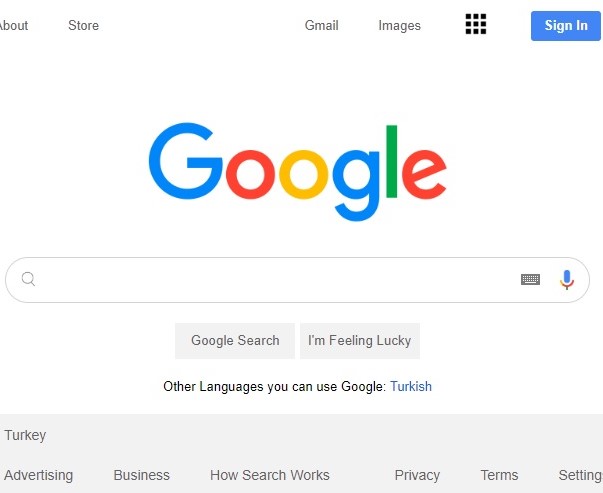 About Store Gmail Images Sign In
Google
Google Search I'm Feeling Lucky
Other Languages you can use Google: Turkish
Turkey
Advertising Business How Search Works Privacy Terms Setting